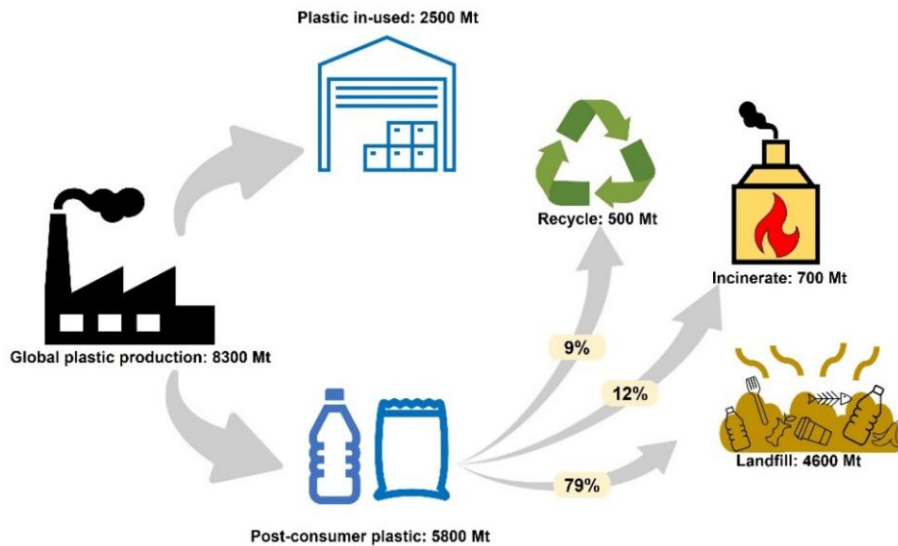 Plastic in-used: 2500 Mt
Recycle: 500 Mt
Incinerate: 700 Mt
Global plastic production: 8300 Mt
9%
12%
Landfill: 4600 Mt
79%
Post-consumer plastic: 5800 Mt